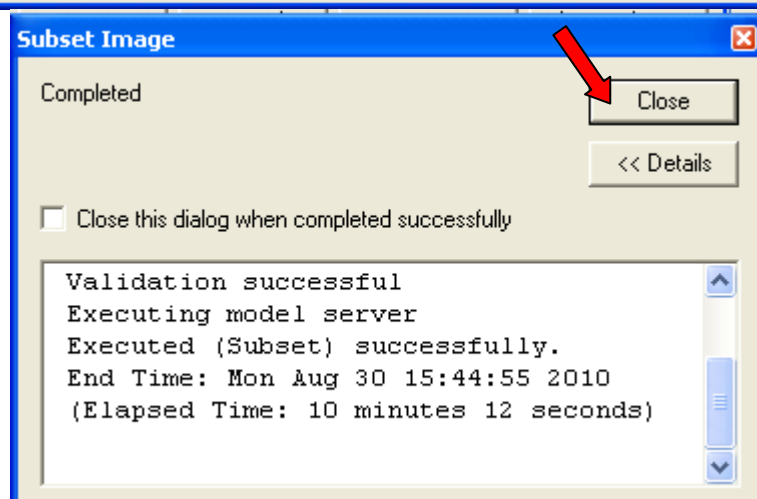 Subset Image
Completed
Close
<< Details
Close this dialog when completed successfully
Validation successful
Executing model server
Executed (Subset) successfully.
End Time: Mon Aug 30 15:44:55 2010
(Elapsed Time: 10 minutes 12 seconds)